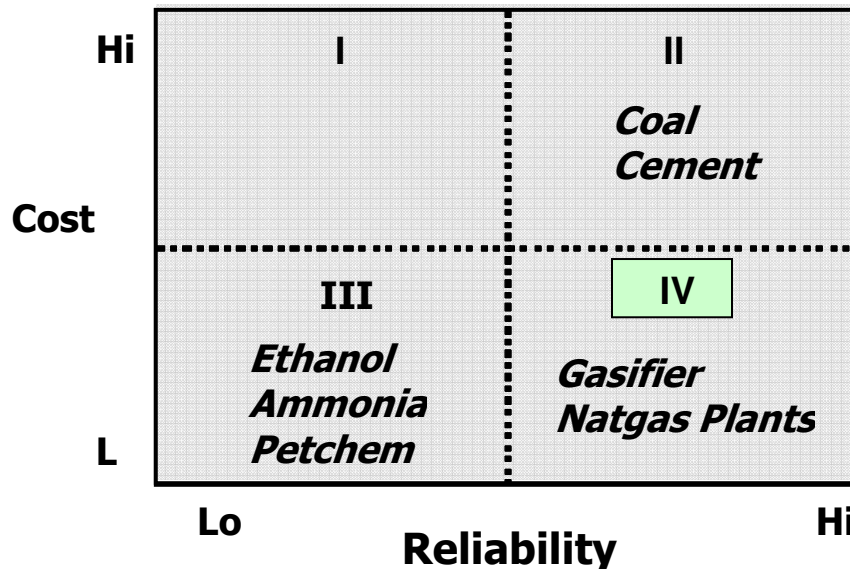 Hi
I
II
Coal
Cement
Cost
III
IV
Ethanol
Ammonia
Petchem
Gasifier
Natgas Plants
L
Lo
Hi
Reliability